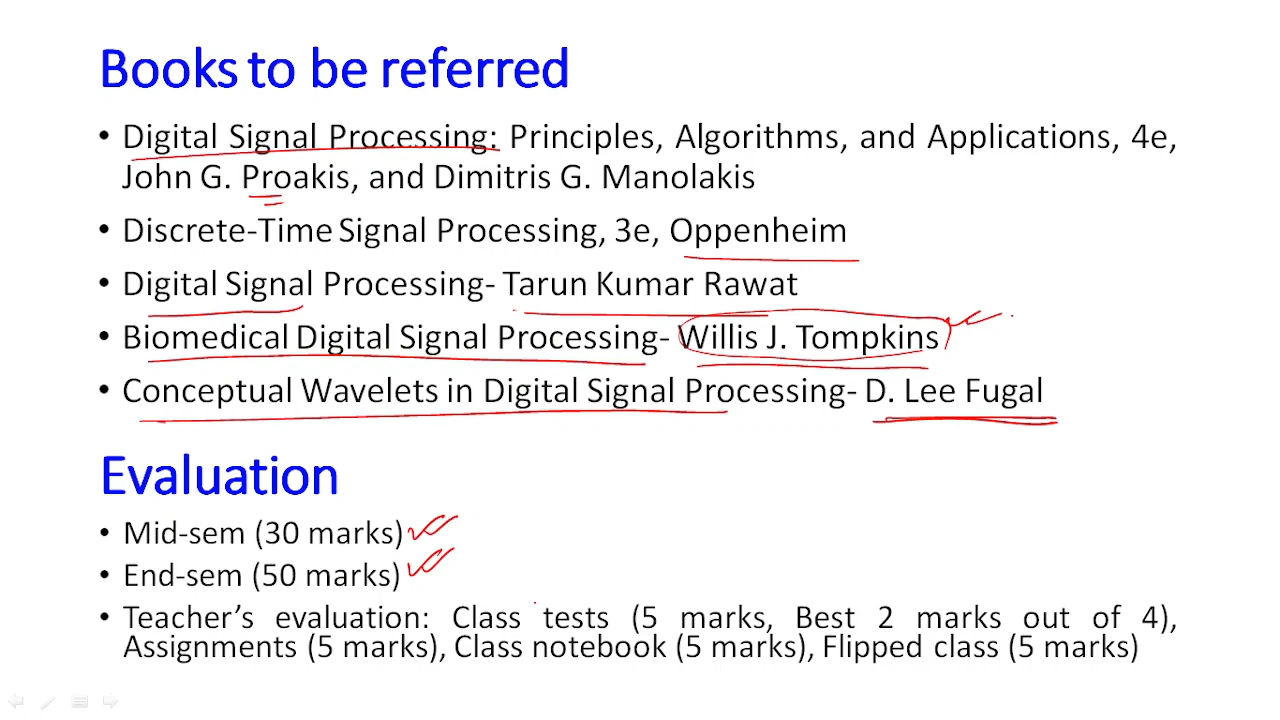 Books to be referred
• Digital Signal Processing: Principles, Algorithms, and Applications, 4e,
John G. Proakis, and Dimitris G. Manolakis
• Discrete-Time Signal Processing, 3e, Oppenheim
• Digital Signal Processing- Tarun Kumar Rawat
• Biomedical Digital Signal Processing- Willis J. Tompkins
• Conceptual Wavelets in Digital Signal Processing- D. Lee Fugal
Evaluation
• Mid-sem (30 marks)
• End-sem (50 marks)
• Teacher’s evaluation: Class tests (5 marks, Best 2 marks out of 4),
Assignments (5 marks), Class notebook (5 marks), Flipped class (5 marks)